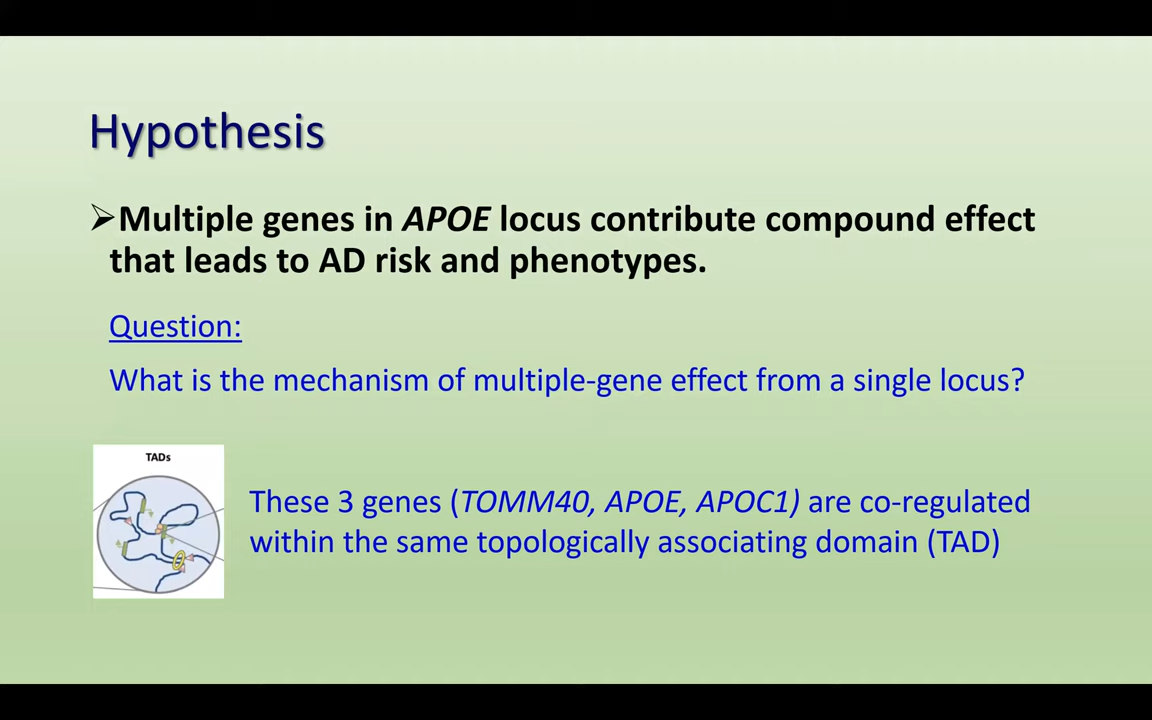 Hypothesis
➢Multiple genes in APOE locus contribute compound effect
that leads to AD risk and phenotypes.
Question:
What is the mechanism of multiple-gene effect from a single locus?
TADs
These 3 genes (TOMM40, APOE, APOC1) are co-regulated
within the same topologically associating domain (TAD)